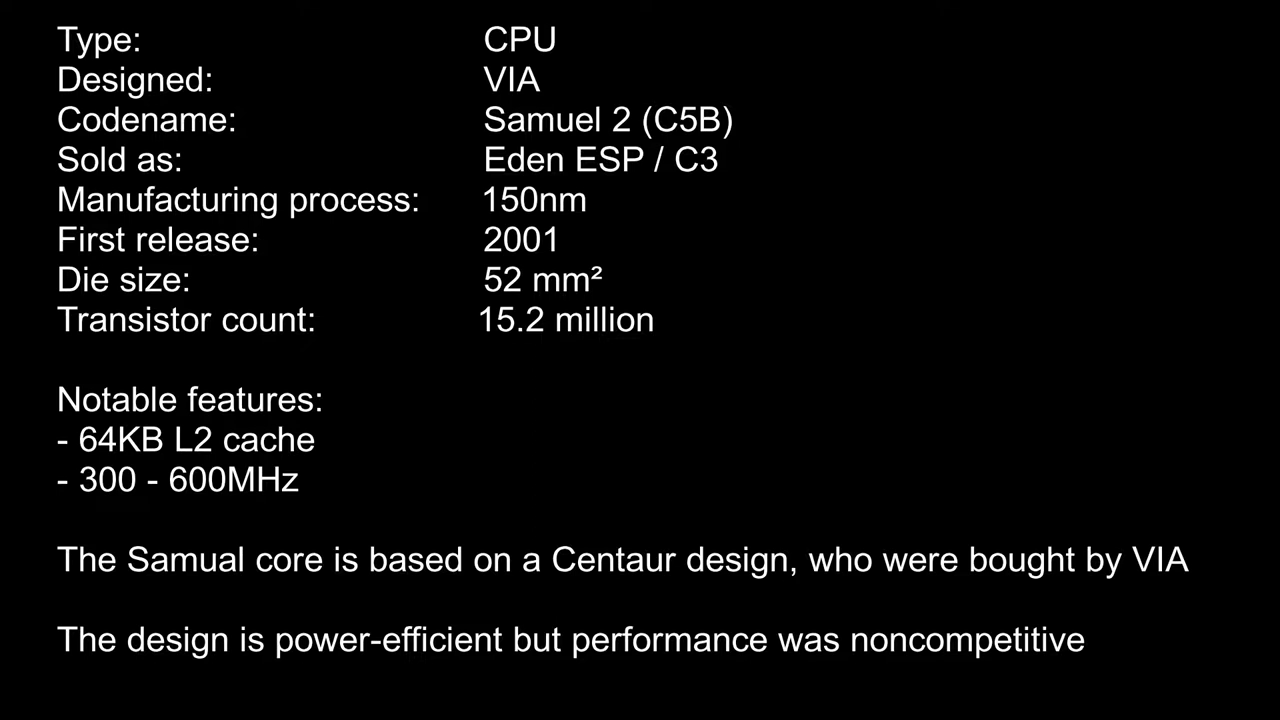 Type: CPU
Designed: VIA
Codename: Samuel 2 (C5B)
Sold as: Eden ESP / C3
Manufacturing process: 150nm
First release: 2001
Die size: 52 mm²
Transistor count: 15.2 million
Notable features:
- 64KB L2 cache
- 300 - 600MHz
The Samual core is based on a Centaur design, who were bought by VIA
The design is power-efficient but performance was noncompetitive